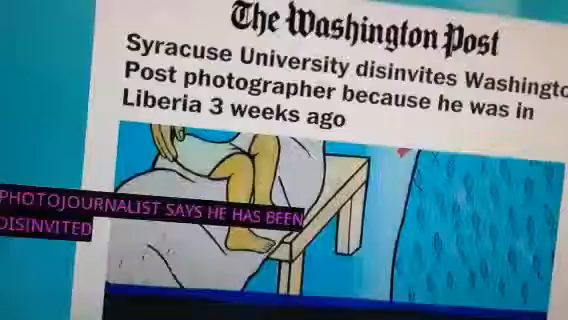 The Washington Post
Syracuse University disinvites Washingto
Post photographer because he was in
Liberia 3 weeks ago
PHOTOJOURNALIST SAYS HE HAS BEEN
DISINVITED